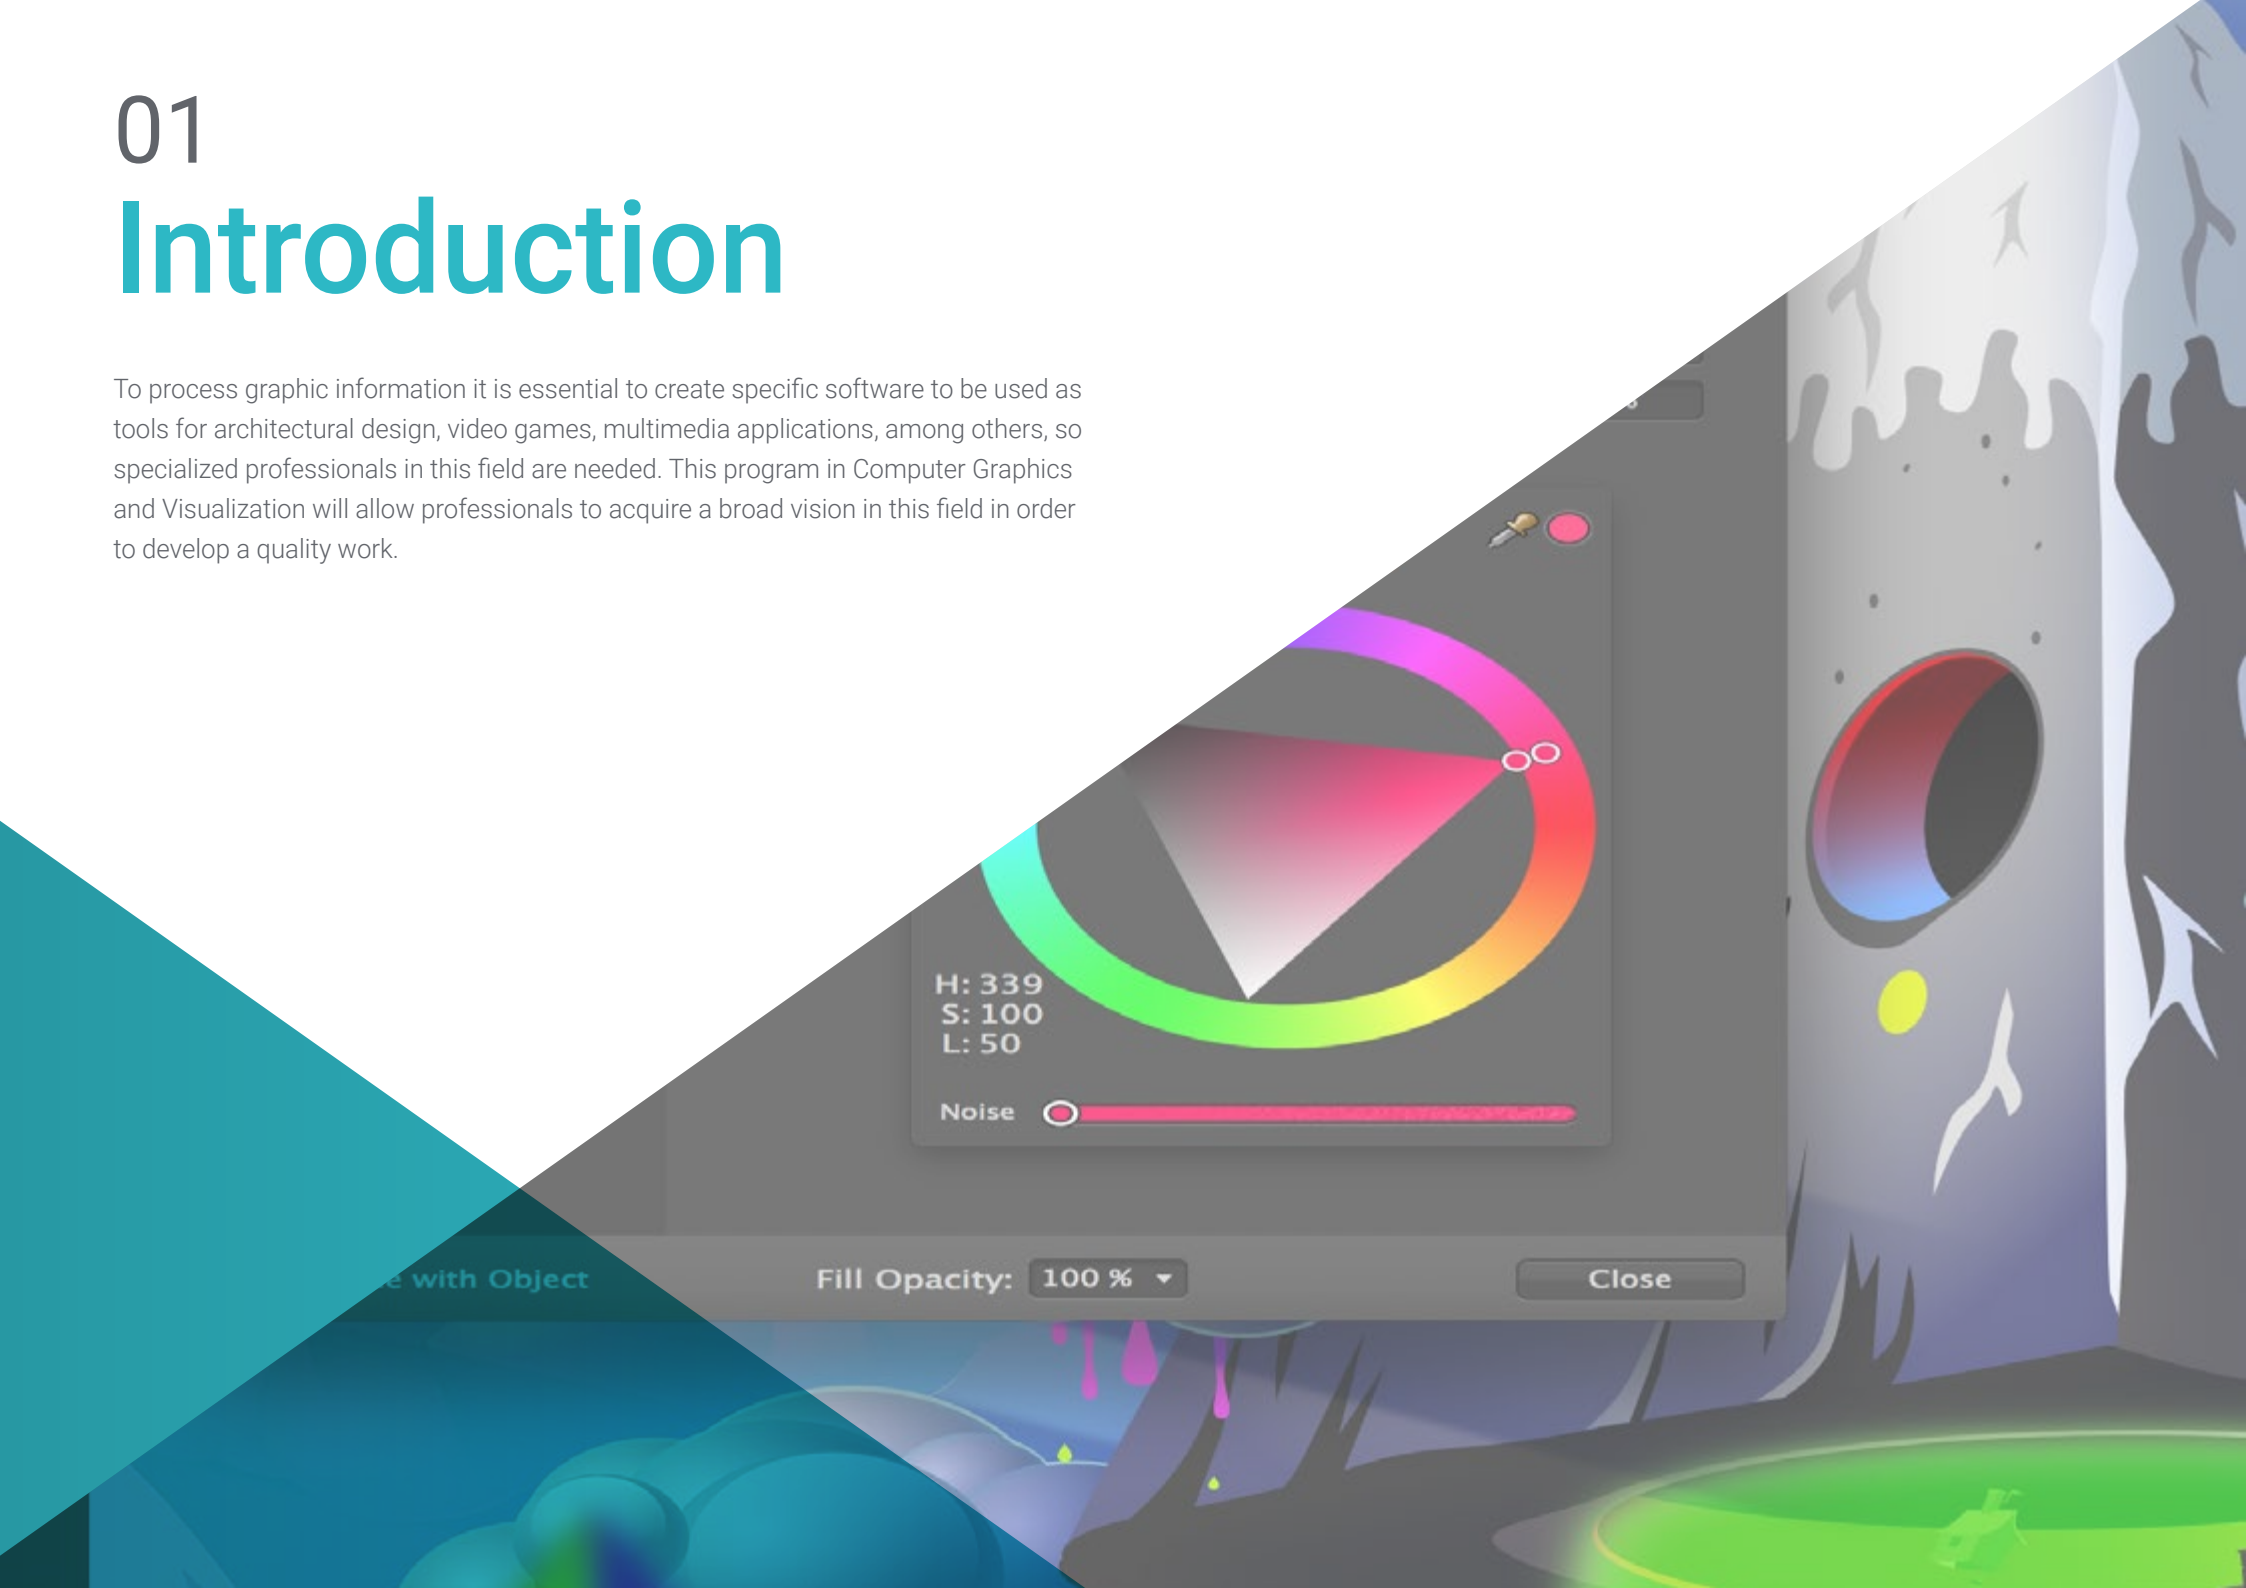 01
Introduction
To process graphic information it is essential to create specific software to be used as
tools for architectural design, video games, multimedia applications, among others, so
specialized professionals in this field are needed. This program in Computer Graphics
and Visualization will allow professionals to acquire a broad vision in this field in order
to develop a quality work.
H: 339
S: 100
L: 50
Noise
with Object Fill Opacity: 100 % Close